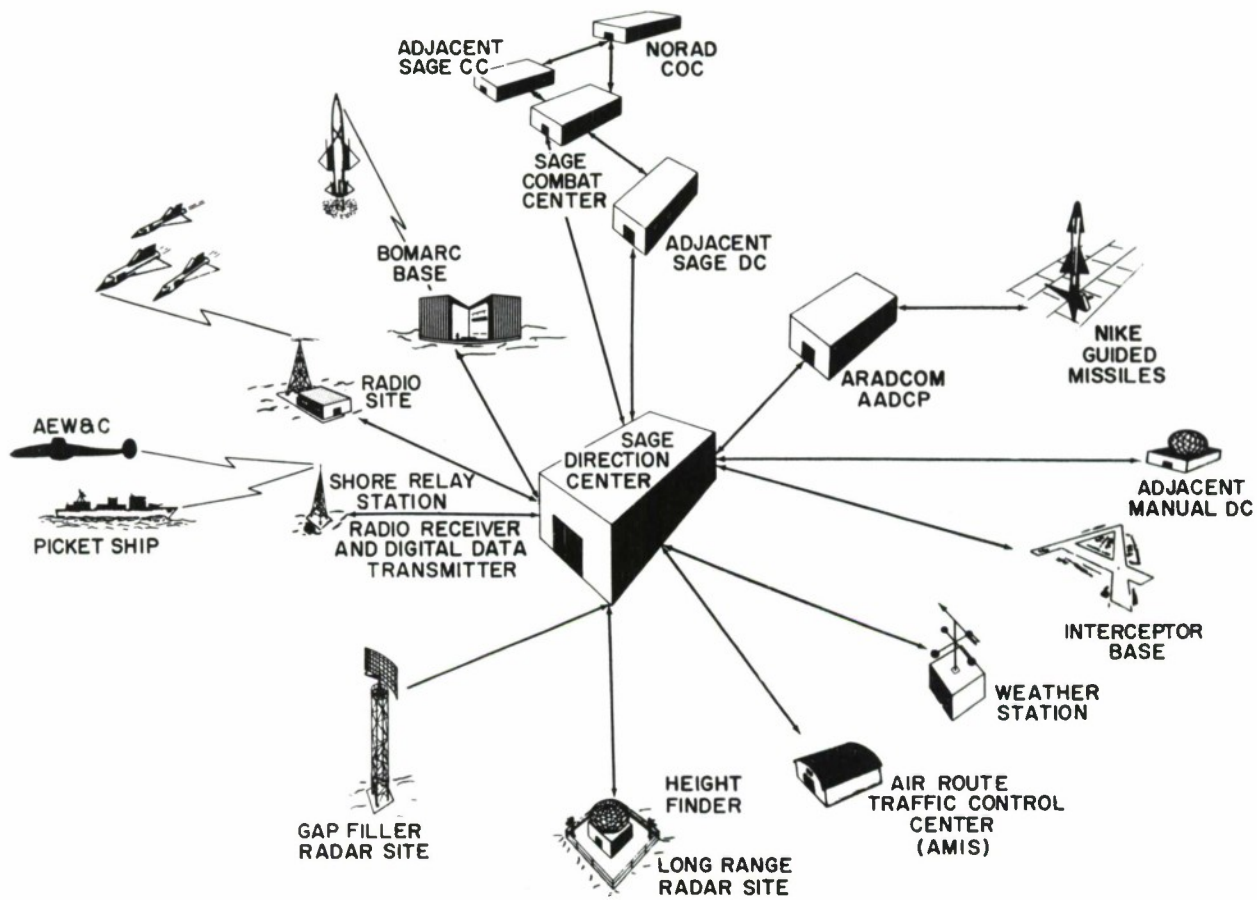 ADJACENT
SAGE CC
NORAD
COC
SAGE
COMBAT
CENTER
ADJACENT
SAGE DC
BOMARC
BASE
NIKE
GUIDED
MISSILES
ARADCOM
AADCP
RADIO
SITE
AEW&C
SAGE
DIRECTION
CENTER
SHORE RELAY
STATION
ADJACENT
MANUAL DC
PICKET SHIP
RADIO RECEIVER
AND DIGITAL DATA
TRANSMITTER
INTERCEPTOR
BASE
WEATHER
STATION
HEIGHT
FINDER
AIR ROUTE
TRAFFIC CONTROL
CENTER
(AMIS)
GAP FILLER
RADAR SITE
LONG RANGE
RADAR SITE